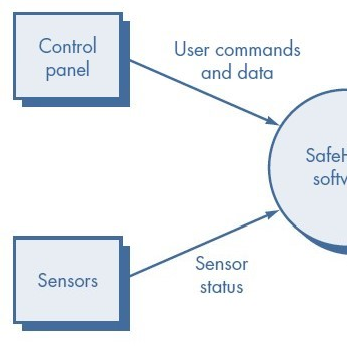 Control
panel
User commands
and data
Sensors
Sensor
status